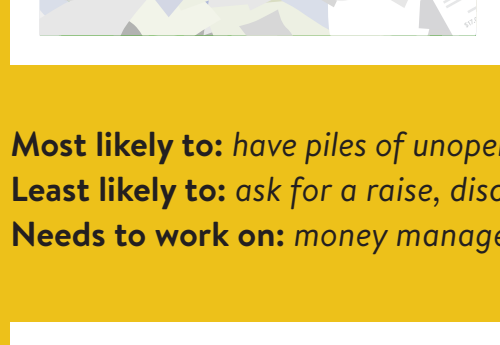 Most likely to: have piles of unope
Least likely to: ask for a raise, disc
Needs to work on: money manage